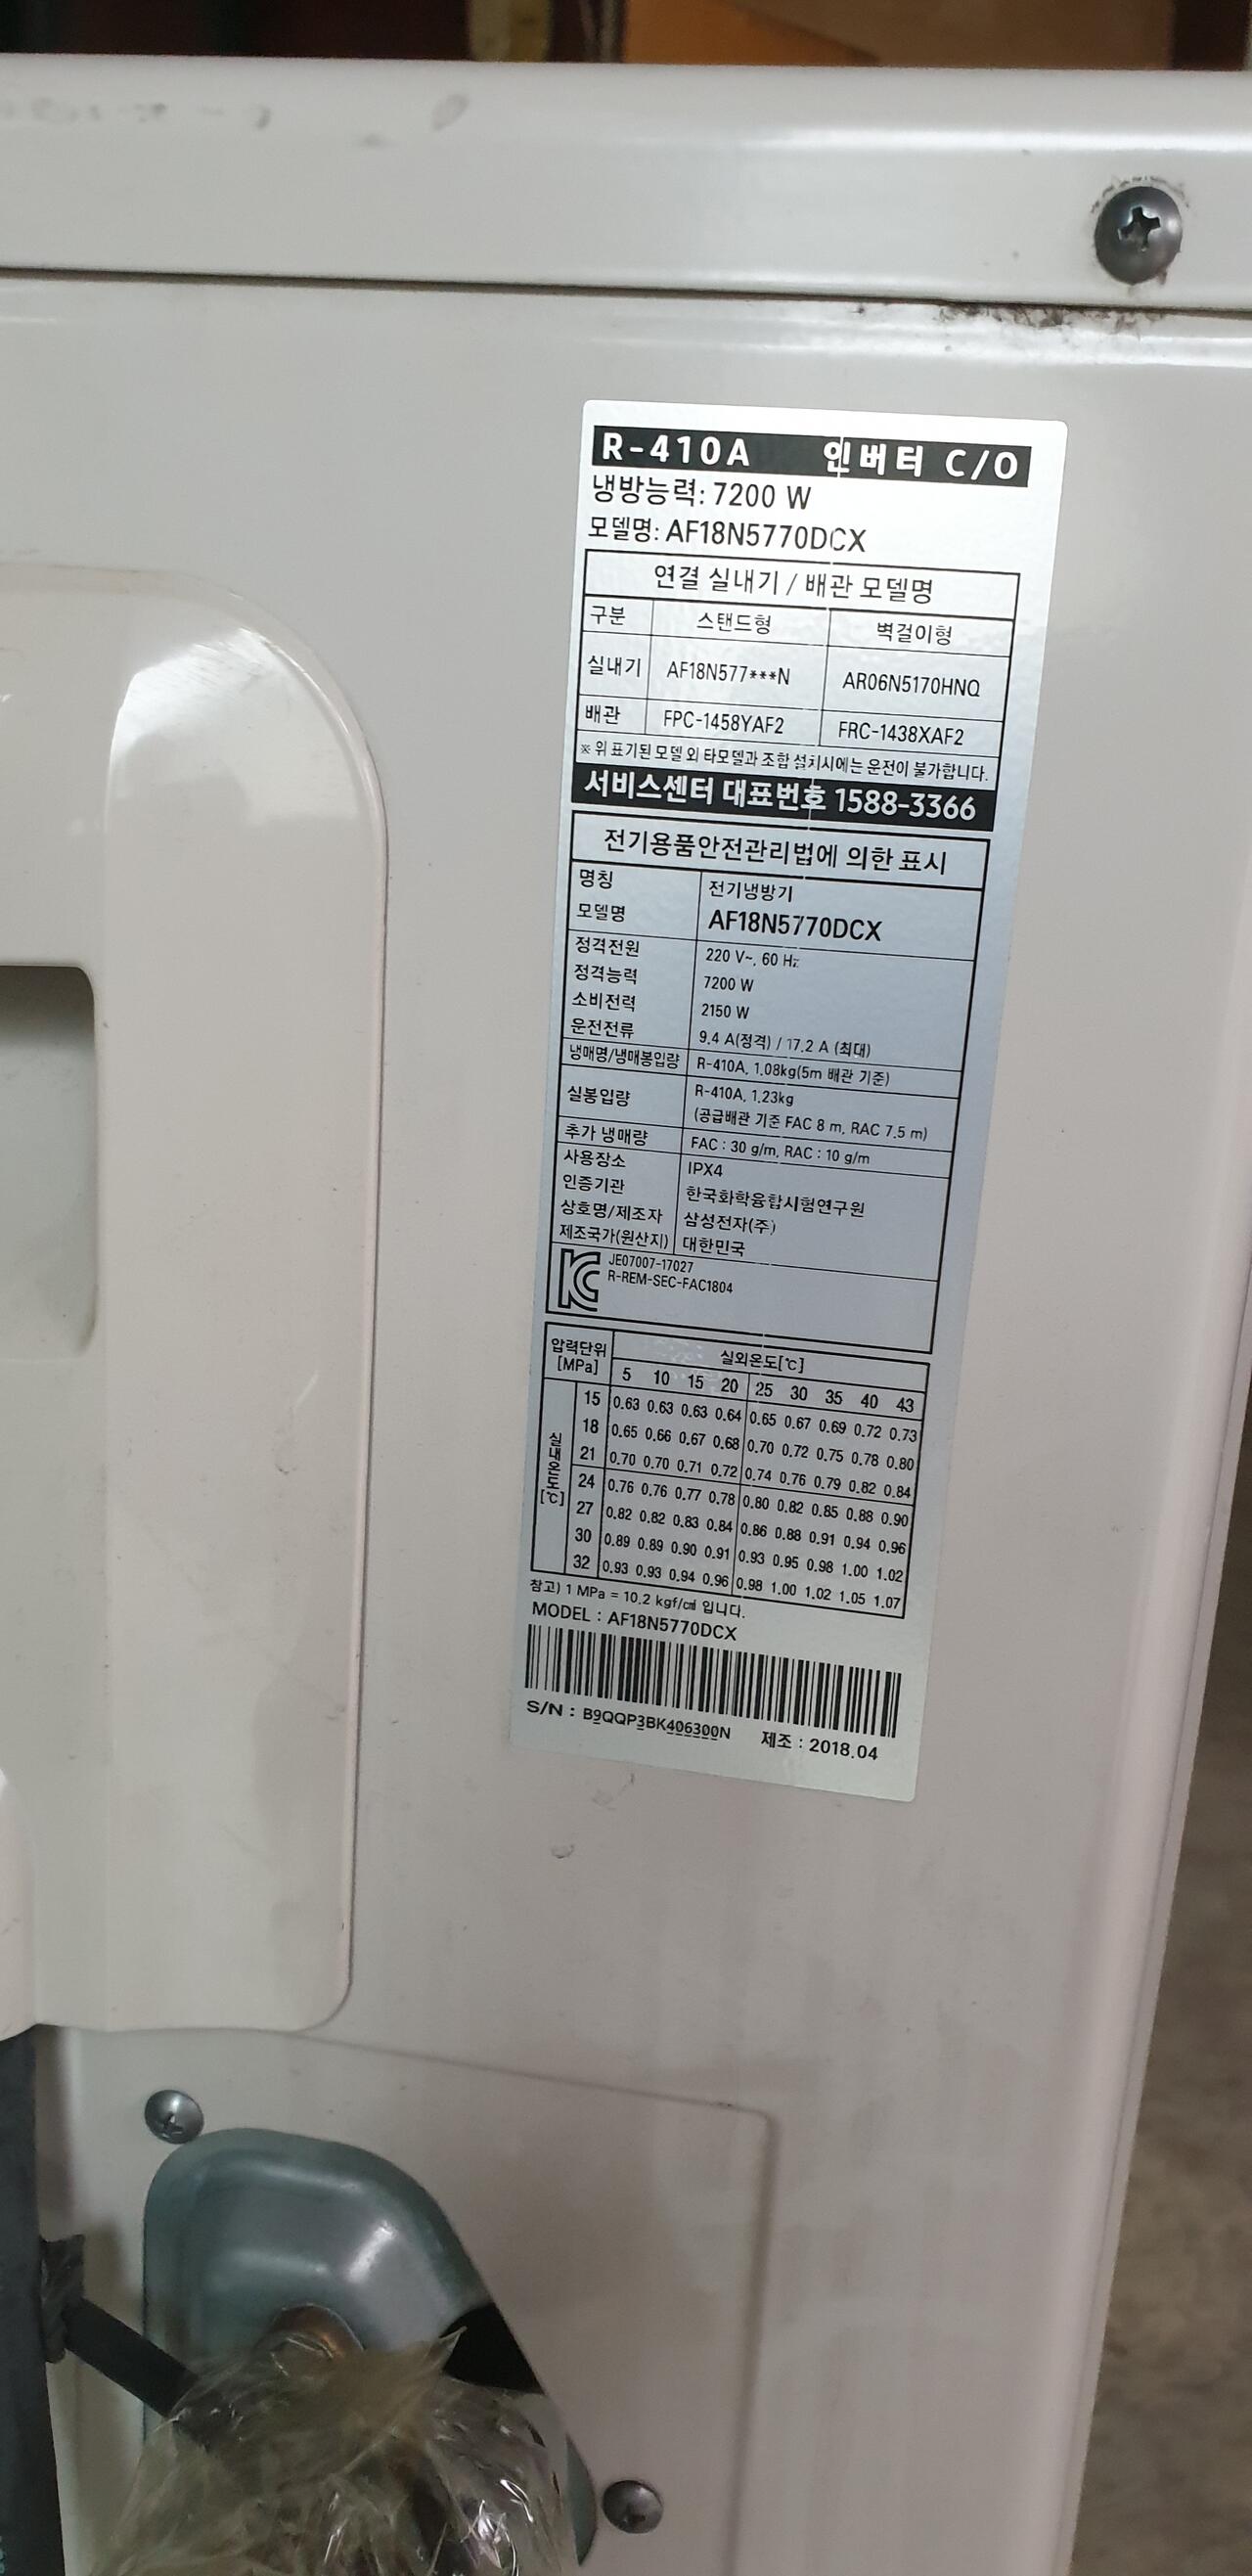 R-410A 인버터 C/O
냉방능력: 7200 W
모델명: AF18N5770DCX
연결 실내기 / 배관 모델명
구분 스탠드형 벽걸이형
실내기 AF18N577***N AR06N5170HNQ
배관 FPC-1458YAF2 FRC-1438XAF2
※ 위 표기된 모델 외 타모델과 조합 설치시에는 운전이 불가합니다.
서비스센터 대표번호 1588-3366
전기용품안전관리법에 의한 표시
명칭 전기냉방기
모델명 AF18N5770DCX
정격전원 220 V~, 60 Hz
정격능력 7200 W
소비전력 2150 W
운전전류 9.4 A(정격) / 17.2 A (최대)
냉매명/냉매봉입량 R-410A, 1.08kg(5m 배관 기준)
실봉입량 R-410A, 1.23kg
(공급배관 기준 FAC 8 m, RAC 7.5 m)
추가 냉매량 FAC : 30 g/m, RAC : 10 g/m
사용장소 IPX4
인증기관 한국화학융합시험연구원
상호명/제조자 삼성전자(주)
제조국가(원산지) 대한민국
JE07007-17027
R-REM-SEC-FAC1804
압력단위 [MPa] 실외온도[℃]
5 10 15 20 25 30 35 40 43
실내온도[℃]
15 0.63 0.63 0.63 0.64 0.65 0.67 0.69 0.72 0.73
18 0.65 0.66 0.67 0.68 0.70 0.72 0.75 0.78 0.80
21 0.70 0.70 0.71 0.72 0.74 0.76 0.79 0.82 0.84
24 0.76 0.76 0.77 0.78 0.80 0.82 0.85 0.88 0.90
27 0.82 0.82 0.83 0.84 0.86 0.88 0.91 0.94 0.96
30 0.89 0.89 0.90 0.91 0.93 0.95 0.98 1.00 1.02
32 0.93 0.93 0.94 0.96 0.98 1.00 1.02 1.05 1.07
참고) 1 MPa = 10.2 kgf/㎠ 입니다.
MODEL : AF18N5770DCX
S/N : B9QQP3BK406300N 제조 : 2018.04